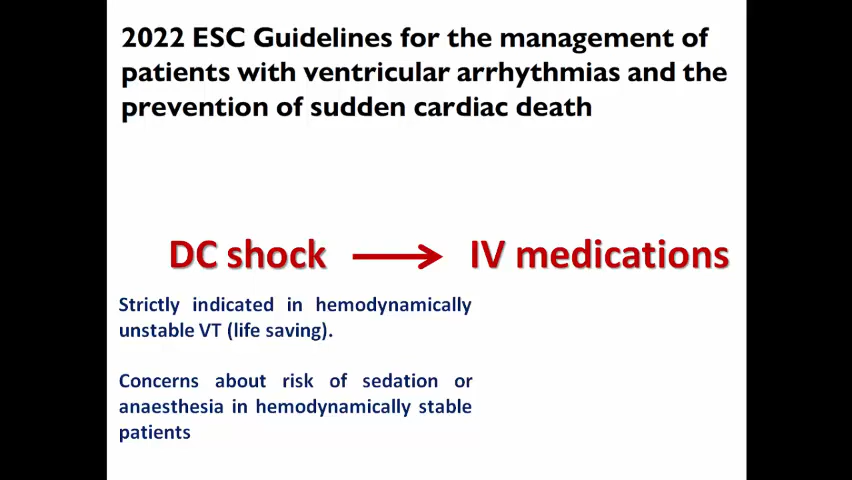 2022 ESC Guidelines for the management of
patients with ventricular arrhythmias and the
prevention of sudden cardiac death
DC shock → IV medications
Strictly indicated in hemodynamically
unstable VT (life saving).
Concerns about risk of sedation or
anaesthesia in hemodynamically stable
patients